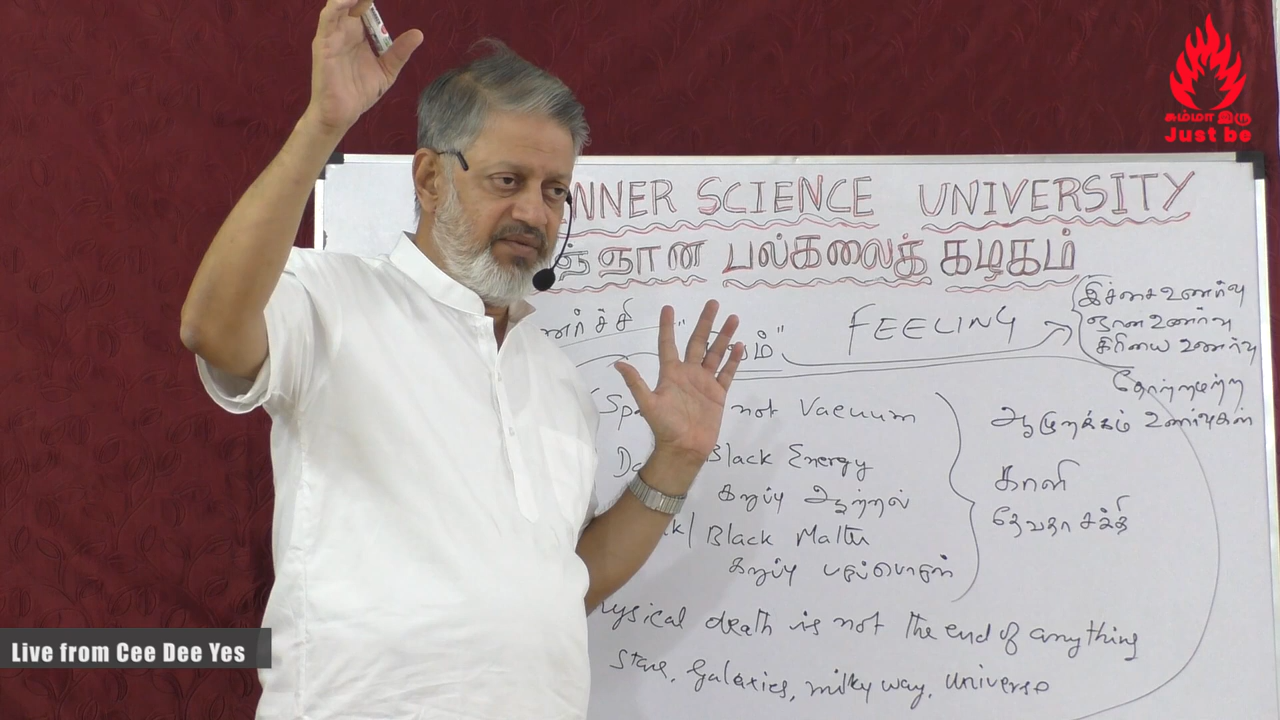 சும்மா இரு
Just be
INNER SCIENCE UNIVERSITY
பல்கலைக் கழகம்
FEELING
இச்சை உணர்வு
ஞான உணர்வு
கிரியை உணர்வு
தோற்றமற்ற
not Vacuum
ஆழுறக்கம் உணர்வுகள்
Black Energy
கறுப்பு ஆற்றல்
காளி
தேவதா சக்தி
Black Matter
கறுப்பு பருப்பொருள்
Physical death is not the end of anything
Live from Cee Dee Yes
Stars, Galaxies, milky way, universe